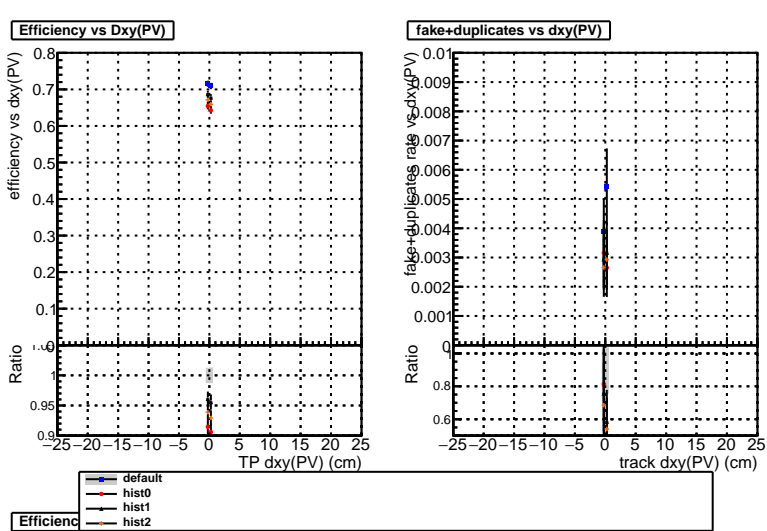 Efficiency vs Dxy(PV)
efficiency vs dxy(PV)
0.8
0.7
0.6
0.5
0.4
0.3
0.2
0.1
0
Ratio
1
0.95
0.9
−25 −20 −15 −10 −5 0 5 10 15 20 25
TP dxy(PV) (cm)
fake+duplicates vs dxy(PV)
fake+duplicates rate vs dxy(PV)
0.01
0.009
0.008
0.007
0.006
0.005
0.004
0.003
0.002
0.001
0
Ratio
1
0.8
0.6
−25 −20 −15 −10 −5 0 5 10 15 20 25
track dxy(PV) (cm)
default
hist0
hist1
hist2
Efficienc